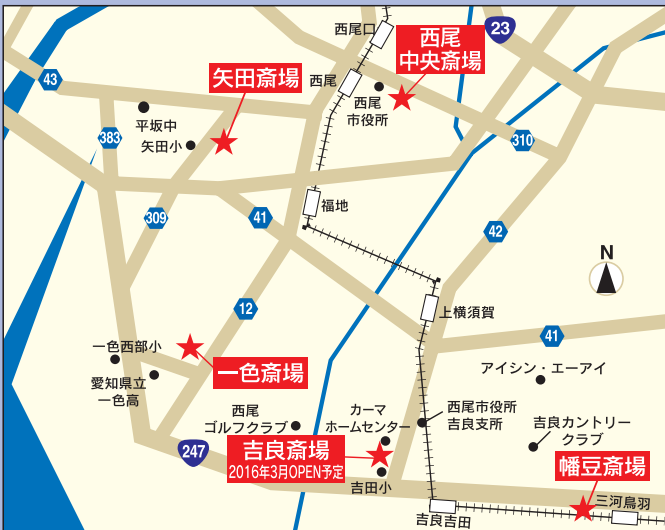 西尾口
23
西尾
中央斎場
矢田斎場
43
西尾
西尾
市役所
平坂中
383
矢田小
310
309
41
福地
42
N
12
上横須賀
41
一色西部小
一色斎場
愛知県立
一色高
アイシン・エーアイ
西尾
ゴルフクラブ
カーマ
ホームセンター
西尾市役所
吉良支所
吉良カントリー
クラブ
247
吉良斎場
2016年3月OPEN予定
吉田小
幡豆斎場
三河鳥羽
吉良吉田